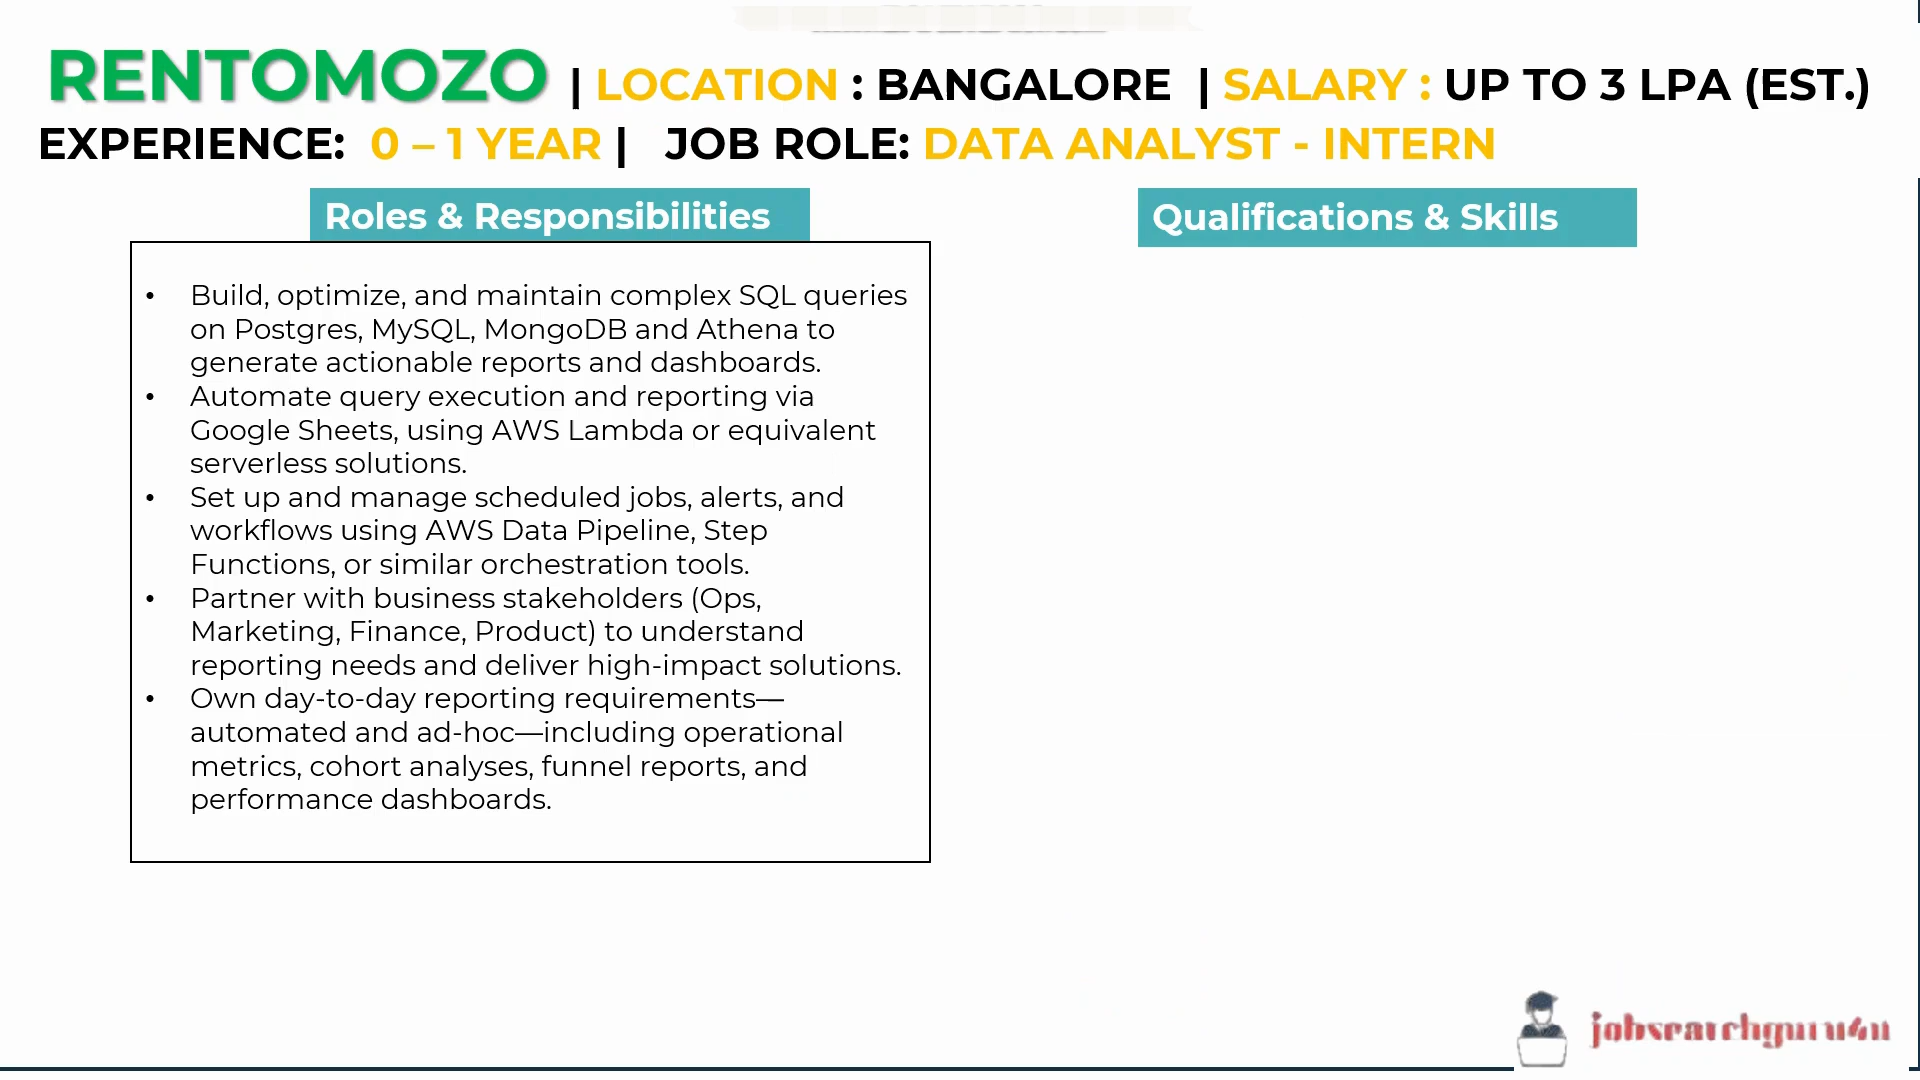 RENTOMOZO | LOCATION : BANGALORE | SALARY : UP TO 3 LPA (EST.)
EXPERIENCE: 0 – 1 YEAR | JOB ROLE: DATA ANALYST - INTERN
Roles & Responsibilities
• Build, optimize, and maintain complex SQL queries
on Postgres, MySQL, MongoDB and Athena to
generate actionable reports and dashboards.
• Automate query execution and reporting via
Google Sheets, using AWS Lambda or equivalent
serverless solutions.
• Set up and manage scheduled jobs, alerts, and
workflows using AWS Data Pipeline, Step
Functions, or similar orchestration tools.
• Partner with business stakeholders (Ops,
Marketing, Finance, Product) to understand
reporting needs and deliver high-impact solutions.
• Own day-to-day reporting requirements—
automated and ad-hoc—including operational
metrics, cohort analyses, funnel reports, and
performance dashboards.
Qualifications & Skills
jobsearchguru4u